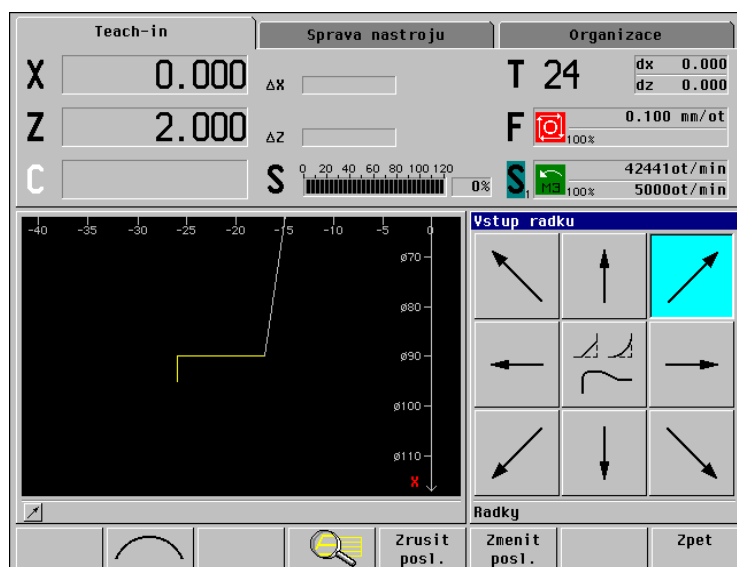 Teach-in Sprava nastroju Organizace
X 0.000 ΔX T 24 dx 0.000
dz 0.000
Z 2.000 ΔZ F 100% 0.100 mm/ot
C S 0 20 40 60 80 100 120 0% S1 M3 100% 42441ot/min
5000ot/min
-40 -35 -30 -25 -20 -15 -10 -5 0
ø70
ø80
ø90
ø100
ø110
X
Vstup radku
Radky
Zrusit posl. Zmenit posl. Zpet